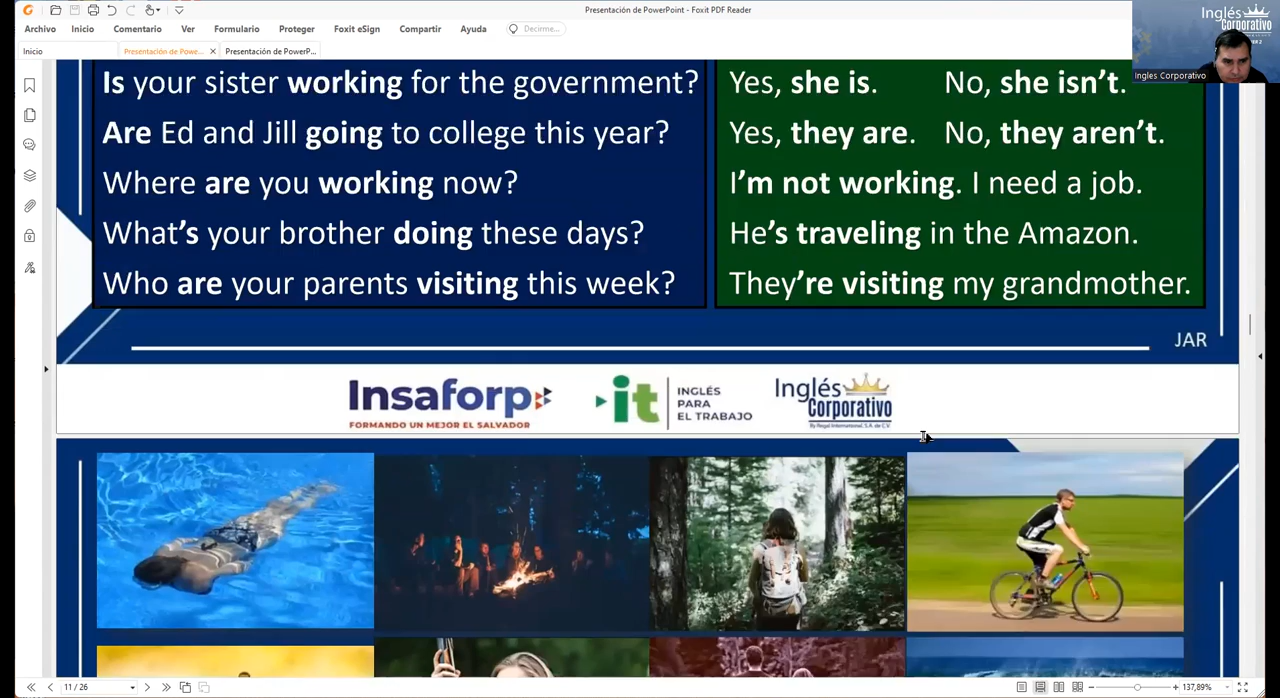 Presentación de PowerPoint - Foxit PDF Reader
Archivo Inicio Comentario Ver Formulario Proteger Foxit eSign Compartir Ayuda Decirme...
Inicio Presentación de Powe... Presentación de PowerP...
Inglés
Corporativo
Ingles Corporativo
Is your sister working for the government? Yes, she is. No, she isn't.
Are Ed and Jill going to college this year? Yes, they are. No, they aren't.
Where are you working now? I'm not working. I need a job.
What's your brother doing these days? He's traveling in the Amazon.
Who are your parents visiting this week? They're visiting my grandmother.
JAR
Insaforp
FORMANDO UN MEJOR EL SALVADOR
it
INGLÉS
PARA
EL TRABAJO
Inglés
Corporativo
By Regal International, S.A. de C.V.
11 / 26 137,89%